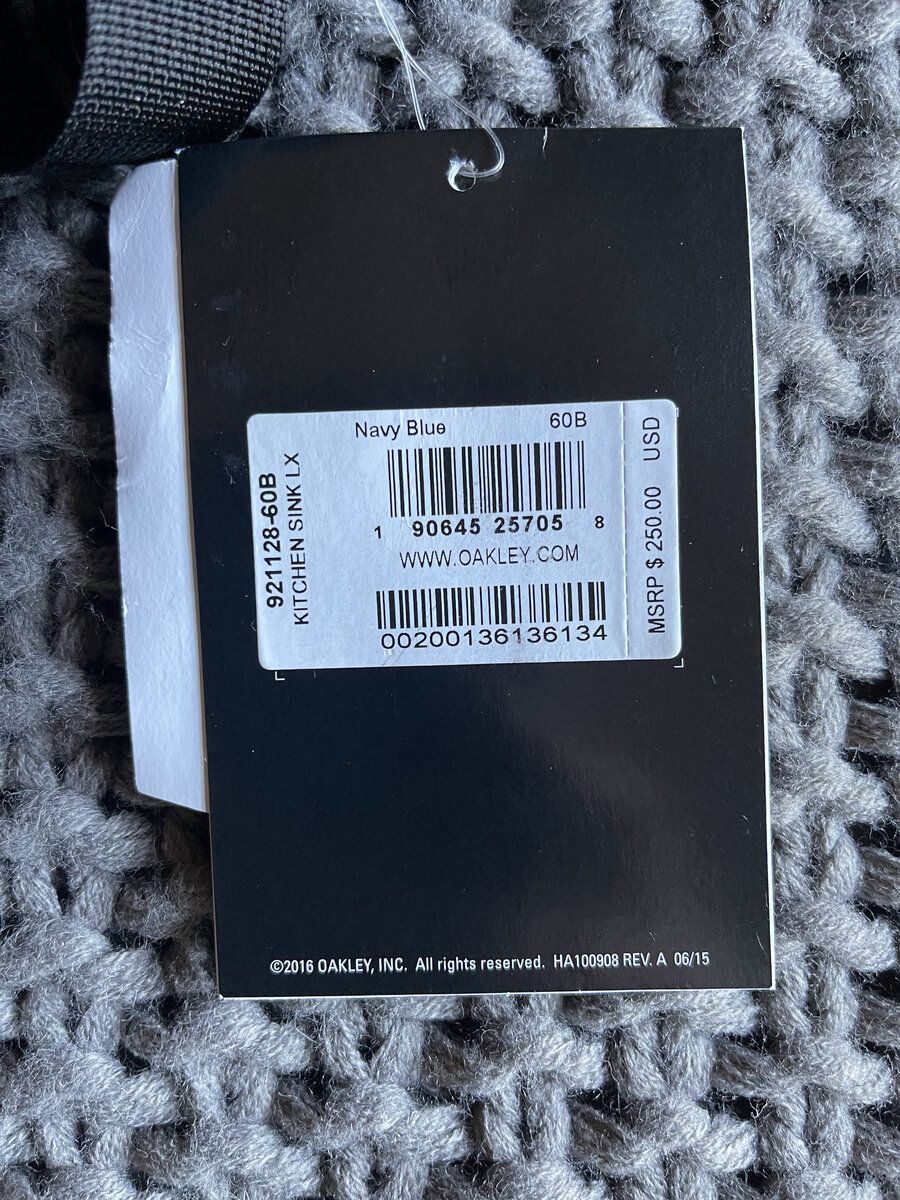 Navy Blue 60B
921128-60B
KITCHEN SINK LX
1 90645 25705 8
WWW.OAKLEY.COM
00200136136134
MSRP $ 250.00 USD
©2016 OAKLEY, INC. All rights reserved. HA100908 REV. A 06/15